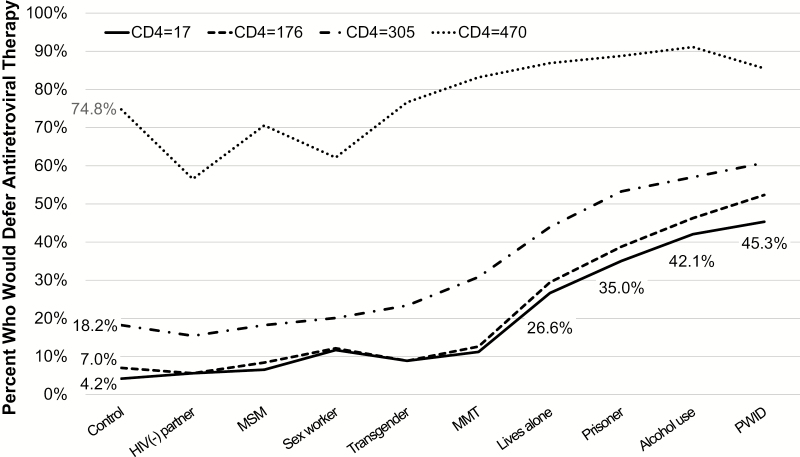 Percent Who Would Defer Antiretroviral Therapy
100%
90%
80%
70%
60%
50%
40%
30%
20%
10%
0%
CD4=17 CD4=176 CD4=305 CD4=470
74.8%
18.2%
7.0%
4.2%
26.6%
35.0%
42.1%
45.3%
Control
HIV(-) partner
MSM
Sex worker
Transgender
MMT
Lives alone
Prisoner
Alcohol use
PWID